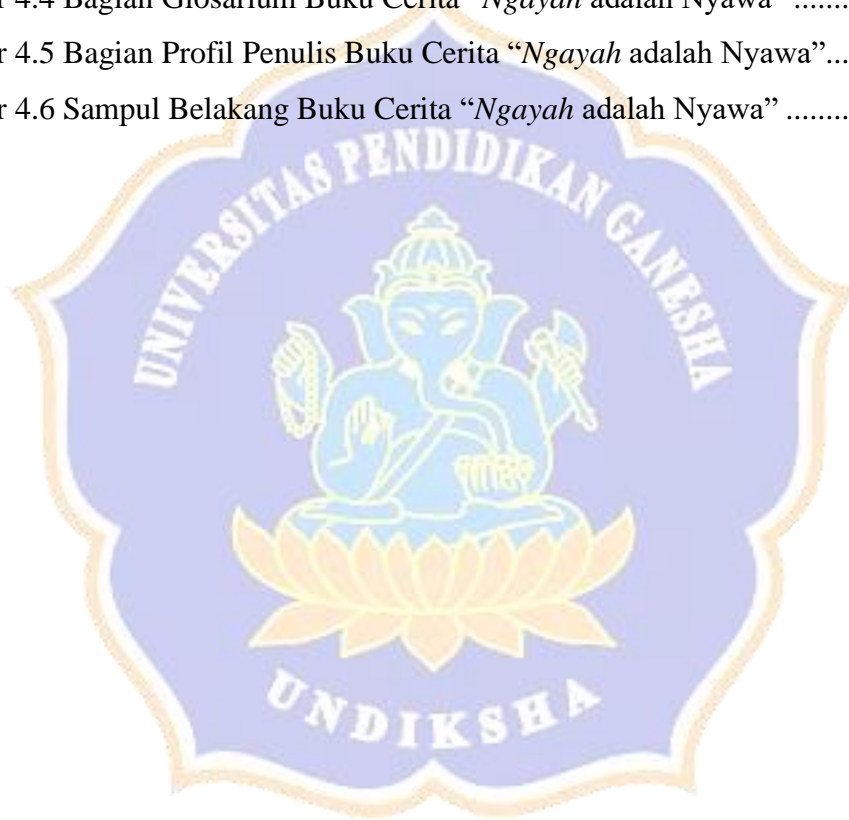 r 4.4 Bagian Glosarium Buku Cerita “Ngayah adalah Nyawa” .......
r 4.5 Bagian Profil Penulis Buku Cerita “Ngayah adalah Nyawa”...
r 4.6 Sampul Belakang Buku Cerita “Ngayah adalah Nyawa” ........
UNIVERSITAS PENDIDIKAN GANESHA
UNDIKSHA